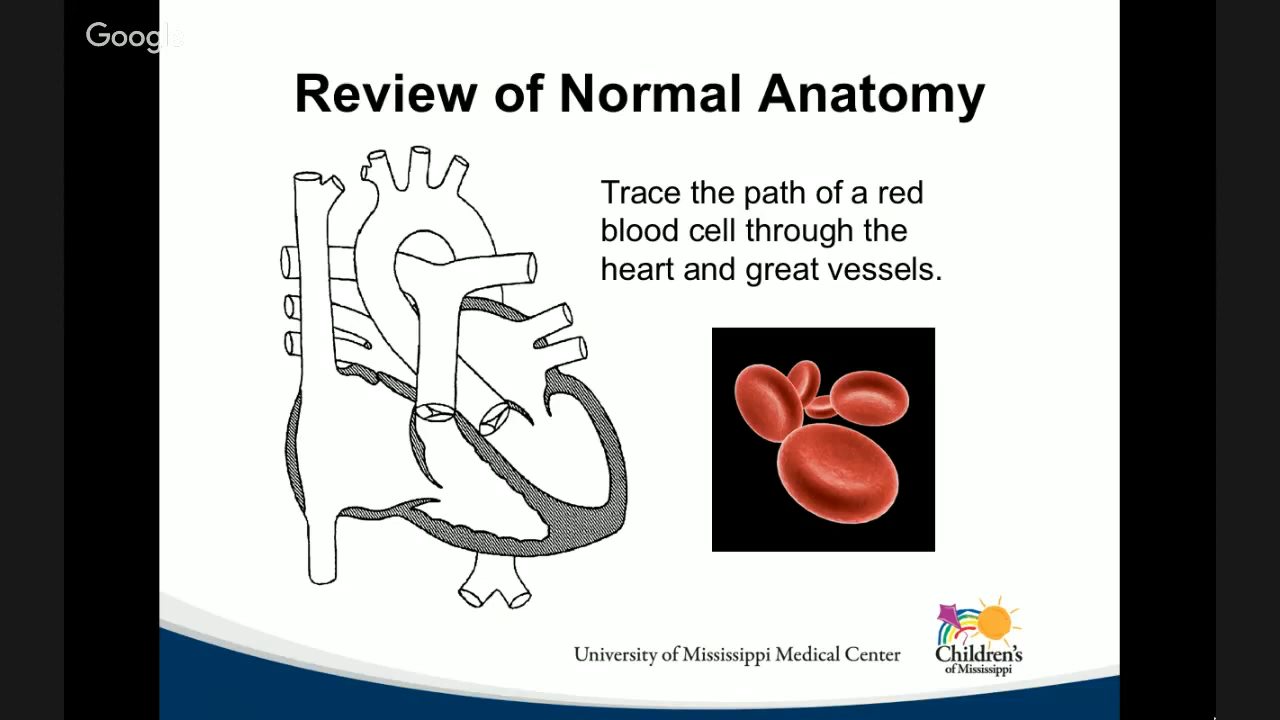 Google
Review of Normal Anatomy
Trace the path of a red
blood cell through the
heart and great vessels.
University of Mississippi Medical Center
Children's
of Mississippi